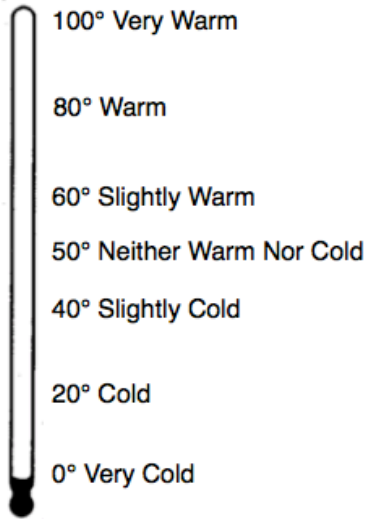 100° Very Warm
80° Warm
60° Slightly Warm
50° Neither Warm Nor Cold
40° Slightly Cold
20° Cold
0° Very Cold